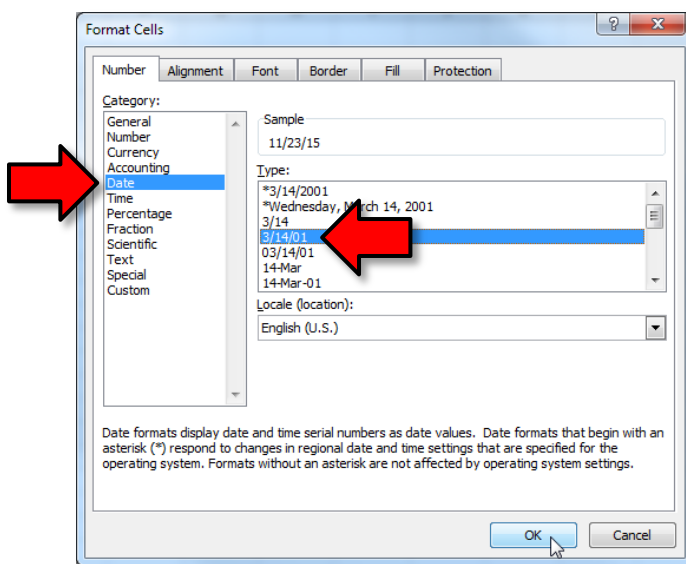 Format Cells
Number Alignment Font Border Fill Protection
Category:
General
Number
Currency
Accounting
Date
Time
Percentage
Fraction
Scientific
Text
Special
Custom
Sample
11/23/15
Type:
*3/14/2001
*Wednesday, March 14, 2001
3/14
3/14/01
03/14/01
14-Mar
14-Mar-01
Locale (location):
English (U.S.)
Date formats display date and time serial numbers as date values. Date formats that begin with an
asterisk (*) respond to changes in regional date and time settings that are specified for the
operating system. Formats without an asterisk are not affected by operating system settings.
OK Cancel